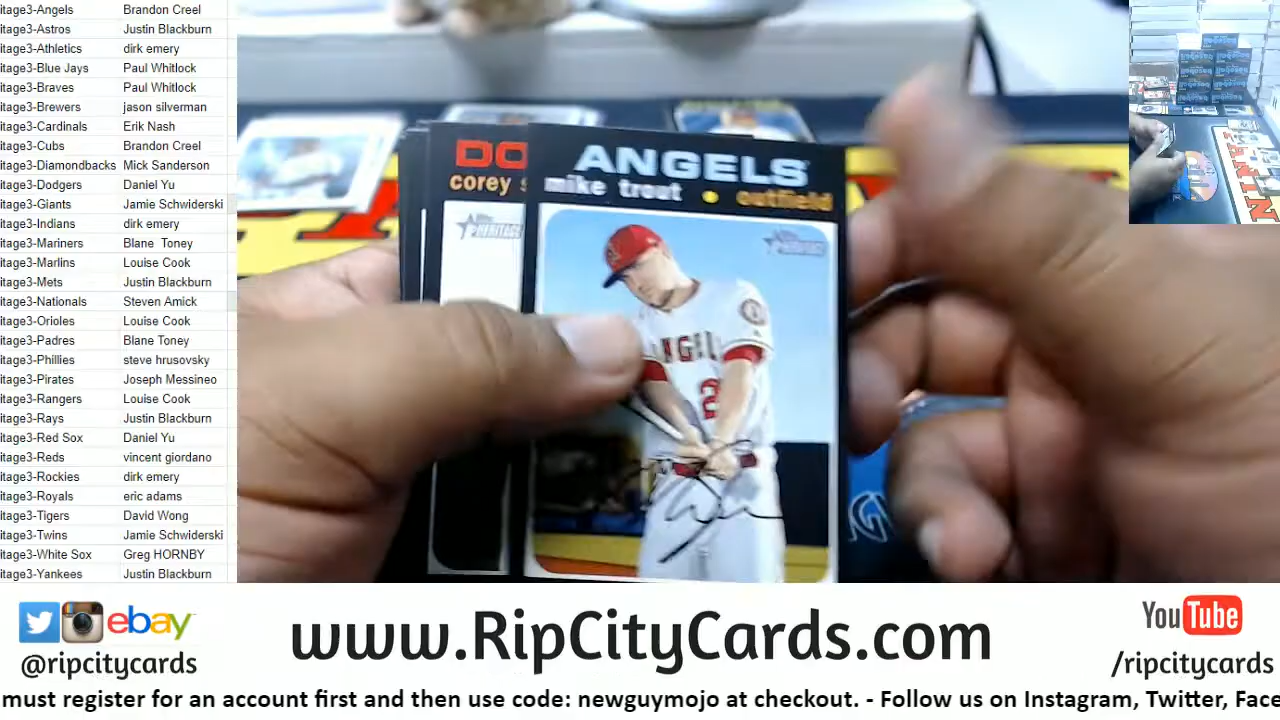 itage3-Angels Brandon Creel
itage3-Astros Justin Blackburn
itage3-Athletics dirk emery
itage3-Blue Jays Paul Whitlock
itage3-Braves Paul Whitlock
itage3-Brewers jason silverman
itage3-Cardinals Erik Nash
itage3-Cubs Brandon Creel
itage3-Diamondbacks Mick Sanderson
itage3-Dodgers Daniel Yu
itage3-Giants Jamie Schwiderski
itage3-Indians dirk emery
itage3-Mariners Blane Toney
itage3-Marlins Louise Cook
itage3-Mets Justin Blackburn
itage3-Nationals Steven Amick
itage3-Orioles Louise Cook
itage3-Padres Blane Toney
itage3-Phillies steve hrusovsky
itage3-Pirates Joseph Messineo
itage3-Rangers Louise Cook
itage3-Rays Justin Blackburn
itage3-Red Sox Daniel Yu
itage3-Reds vincent giordano
itage3-Rockies dirk emery
itage3-Royals eric adams
itage3-Tigers David Wong
itage3-Twins Jamie Schwiderski
itage3-White Sox Greg HORNBY
itage3-Yankees Justin Blackburn
DO
corey s
HERITAGE
ANGELS
mike trout • outfield
HERITAGE
ANGEL
2
ebay
@ripcitycards
www.RipCityCards.com
YouTube
/ripcitycards
must register for an account first and then use code: newguymojo at checkout. - Follow us on Instagram, Twitter, Face